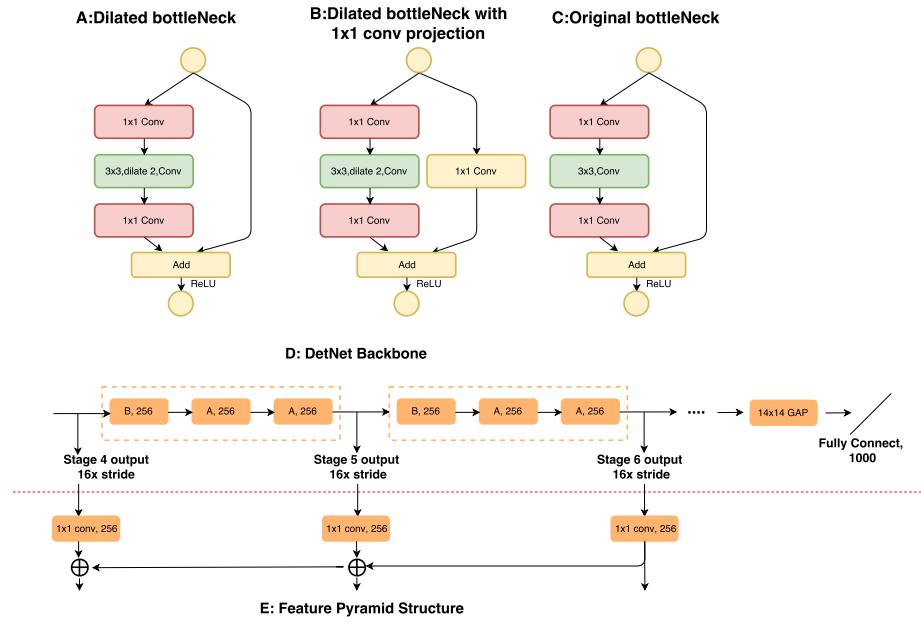 A:Dilated bottleNeck
B:Dilated bottleNeck with
1x1 conv projection
C:Original bottleNeck
1x1 Conv
3x3,dilate 2,Conv
1x1 Conv
Add
ReLU
1x1 Conv
3x3,dilate 2,Conv
1x1 Conv
1x1 Conv
Add
ReLU
1x1 Conv
3x3,Conv
1x1 Conv
Add
ReLU
D: DetNet Backbone
B, 256
A, 256
A, 256
B, 256
A, 256
A, 256
14x14 GAP
Fully Connect,
1000
Stage 4 output
16x stride
Stage 5 output
16x stride
Stage 6 output
16x stride
1x1 conv, 256
1x1 conv, 256
1x1 conv, 256
E: Feature Pyramid Structure